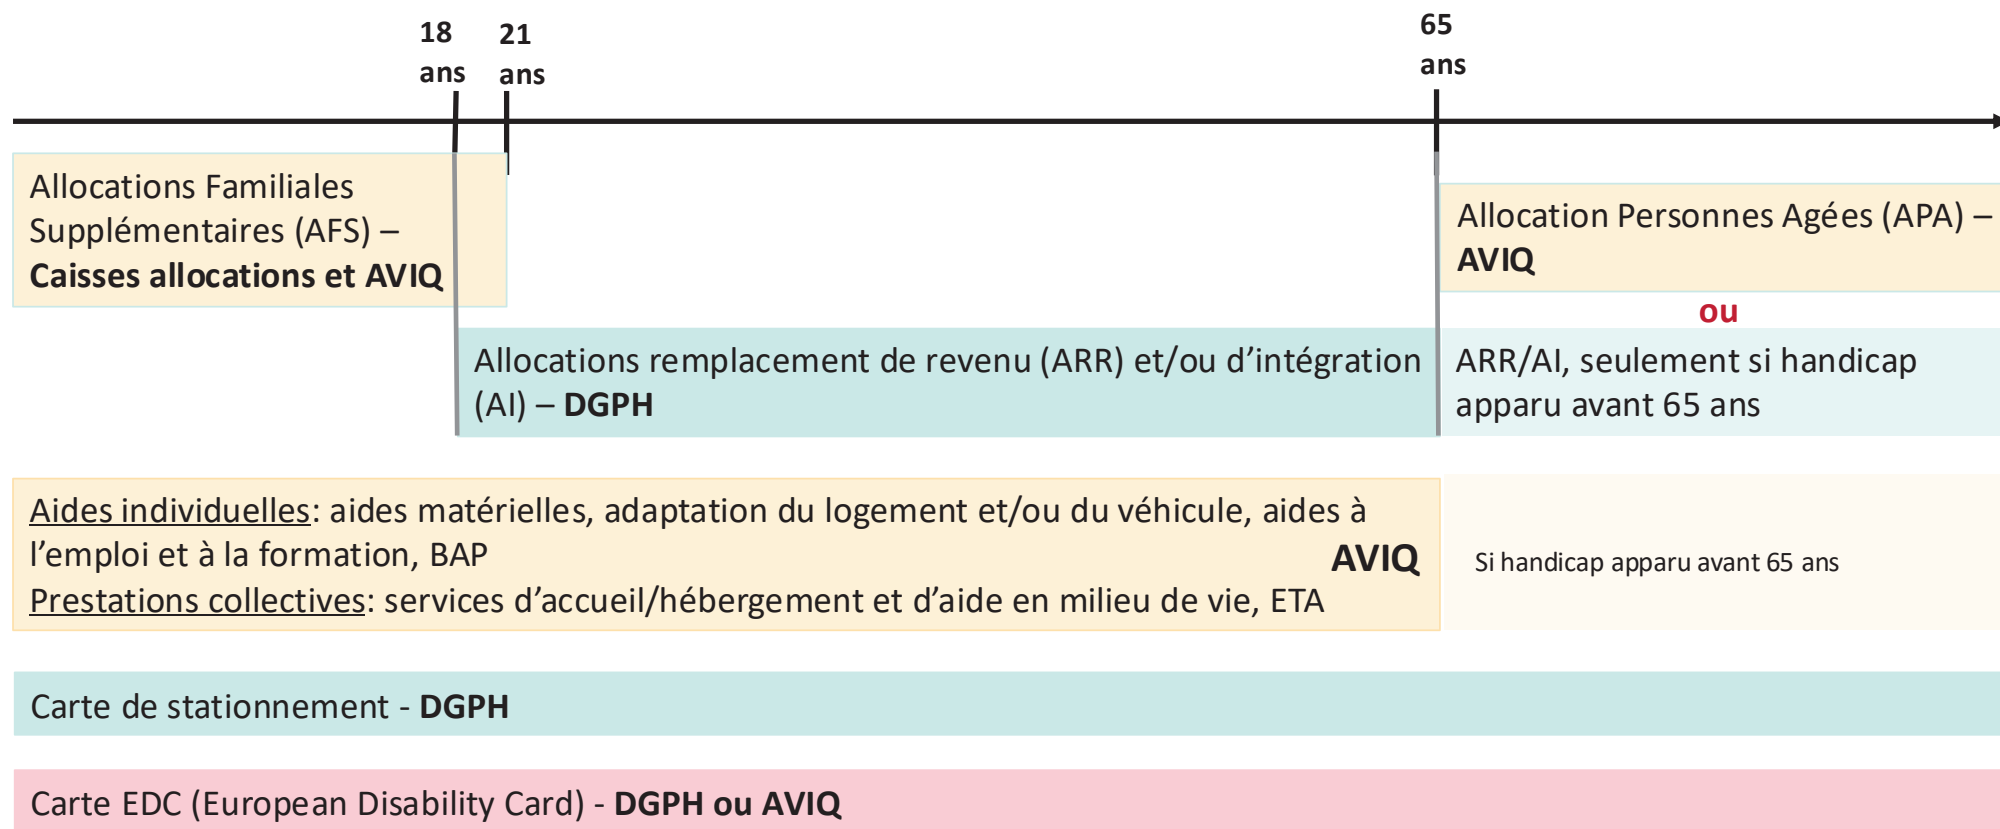 18
ans
21
ans
65
ans
Allocations Familiales
Supplémentaires (AFS) –
Caisses allocations et AVIQ
Allocation Personnes Agées (APA) –
AVIQ
ou
Allocations remplacement de revenu (ARR) et/ou d’intégration
(AI) – DGPH
ARR/AI, seulement si handicap
apparu avant 65 ans
Aides individuelles: aides matérielles, adaptation du logement et/ou du véhicule, aides à
l’emploi et à la formation, BAP
AVIQ
Prestations collectives: services d’accueil/hébergement et d’aide en milieu de vie, ETA
Si handicap apparu avant 65 ans
Carte de stationnement - DGPH
Carte EDC (European Disability Card) - DGPH ou AVIQ